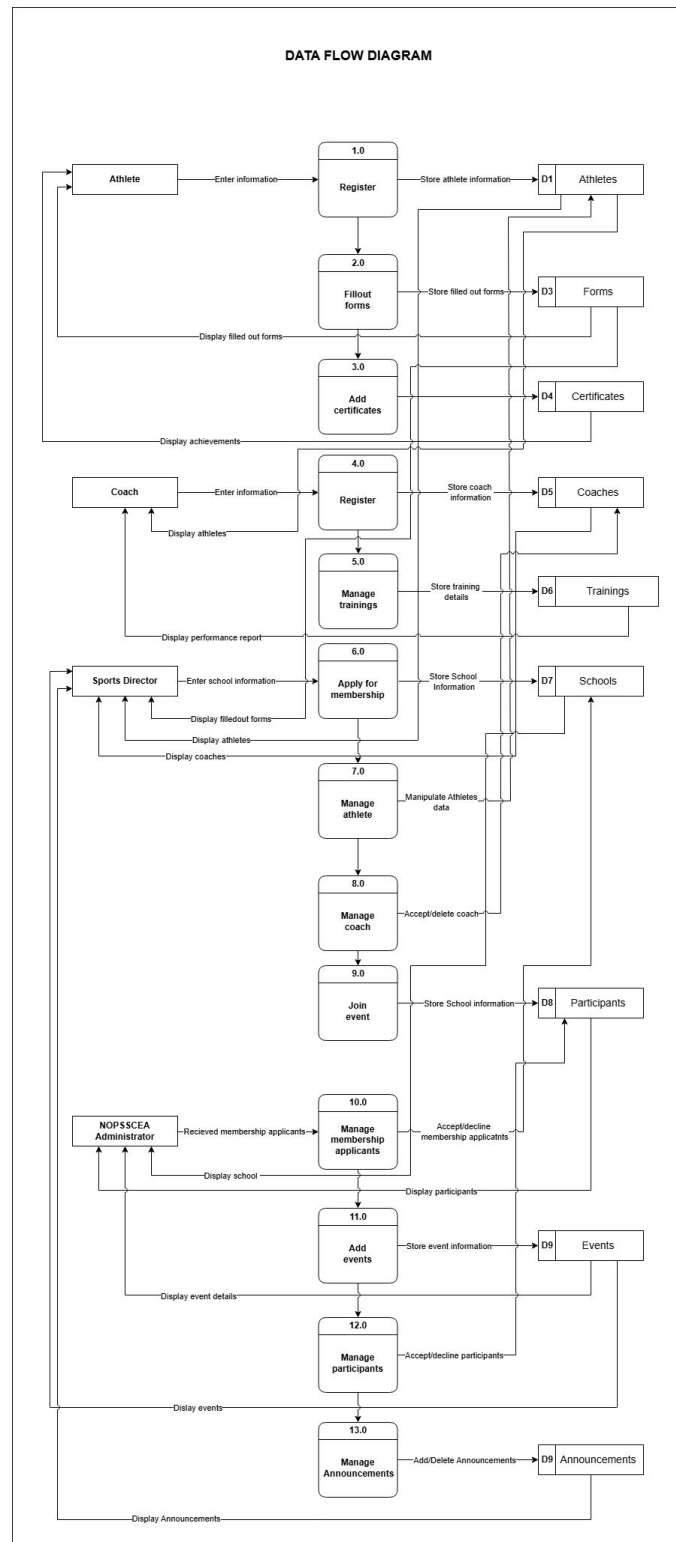 DATA FLOW DIAGRAM
1.0
Athlete
Enter information
Register
Store athlete information
D1
Athletes
2.0
Fillout
forms
Store filled out forms
D3
Forms
Display filled out forms
3.0
Add
certificates
D4
Certificates
Display achievements
4.0
Coach
Enter information
Register
Store coach
information
D5
Coaches
Display athletes
5.0
Manage
trainings
Store training
details
D6
Trainings
Display performance report
6.0
Sports Director
Enter school information
Apply for
membership
Store School
Information
D7
Schools
Display filledout forms
Display athletes
Display coaches
7.0
Manage
athlete
Manipulate Athletes
data
8.0
Manage
coach
Accept/delete coach
9.0
Join
event
Store School information
D8
Participants
10.0
NOPSSCEA
Administrator
Recieved membership applicants
Manage
membership
applicants
Accept/decline
membership applicatnts
Display school
Display participants
11.0
Add
events
Store event information
D9
Events
Display event details
12.0
Manage
participants
Accept/decline participants
Dislay events
13.0
Manage
Announcements
Add/Delete Announcements
D9
Announcements
Display Announcements